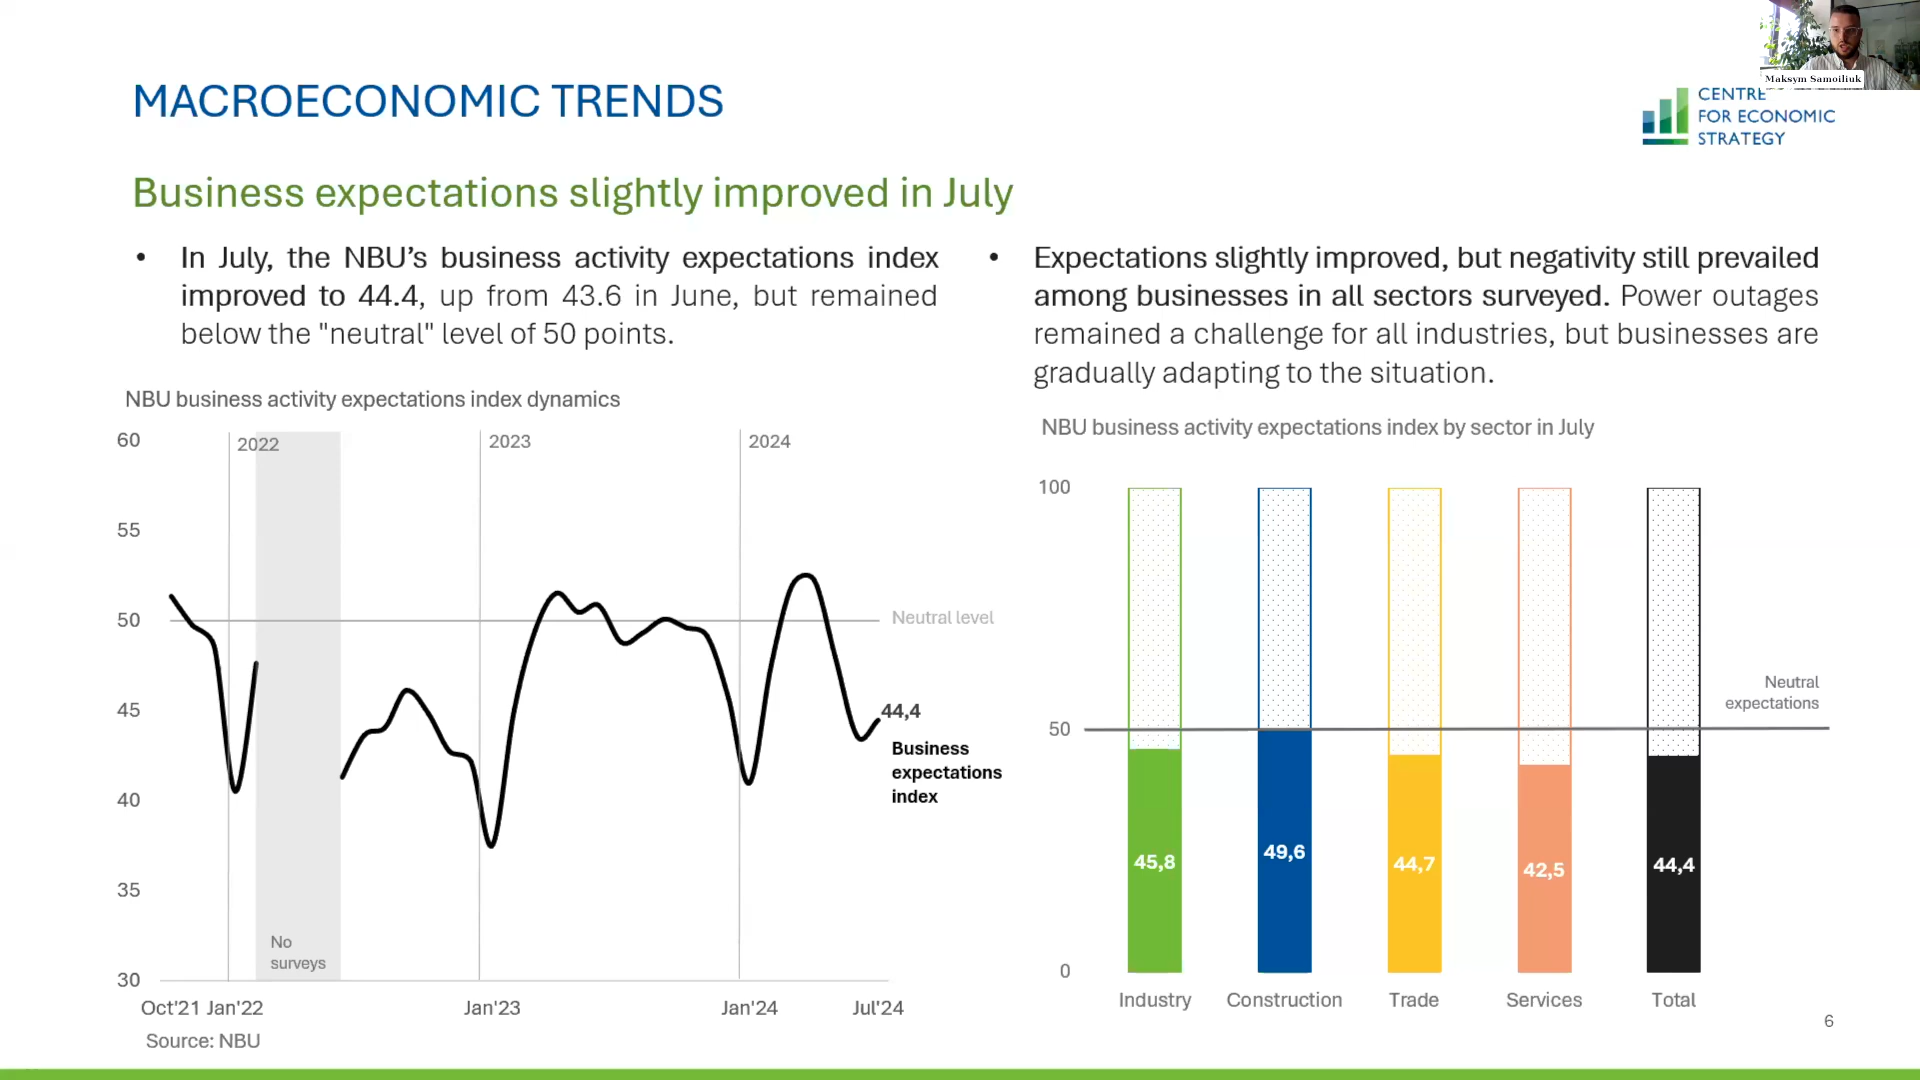 Maksym Samoiliuk
MACROECONOMIC TRENDS
CENTRE
FOR ECONOMIC
STRATEGY
Business expectations slightly improved in July
• In July, the NBU’s business activity expectations index
improved to 44.4, up from 43.6 in June, but remained
below the "neutral" level of 50 points.
• Expectations slightly improved, but negativity still prevailed
among businesses in all sectors surveyed. Power outages
remained a challenge for all industries, but businesses are
gradually adapting to the situation.
NBU business activity expectations index dynamics
60
55
50
45
40
35
30
2022
2023
2024
Neutral level
44,4
Business
expectations
index
No
surveys
Oct'21 Jan'22 Jan'23 Jan'24 Jul'24
Source: NBU
NBU business activity expectations index by sector in July
100
50
0
Neutral
expectations
45,8 49,6 44,7 42,5 44,4
Industry Construction Trade Services Total
6